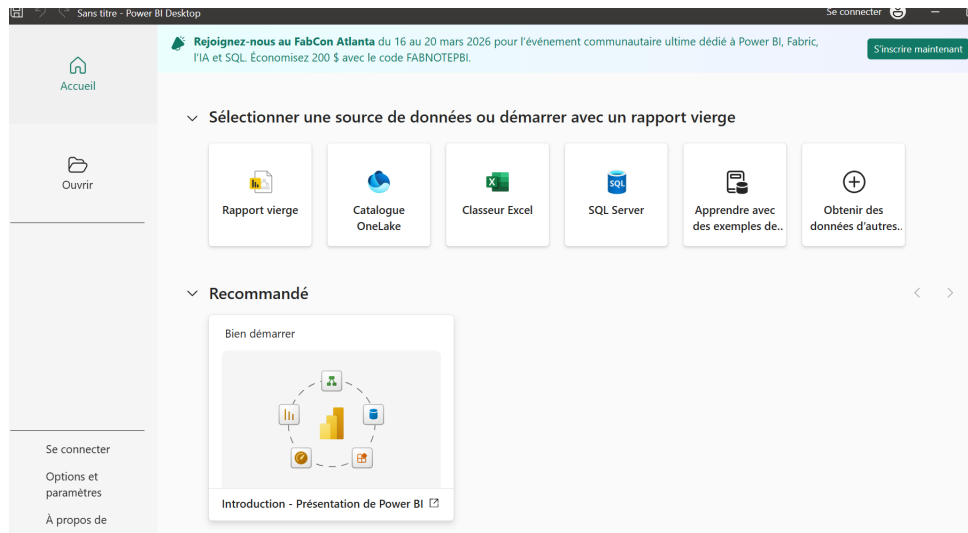 Sans titre - Power BI Desktop
Se connecter
Rejoignez-nous au FabCon Atlanta du 16 au 20 mars 2026 pour l'événement communautaire ultime dédié à Power BI, Fabric,
l'IA et SQL. Économisez 200 $ avec le code FABNOTEPBI.
S'inscrire maintenant
Accueil
Ouvrir
Sélectionner une source de données ou démarrer avec un rapport vierge
Rapport vierge
Catalogue
OneLake
Classeur Excel
SQL
SQL Server
Apprendre avec
des exemples de..
Obtenir des
données d'autres..
Recommandé
Bien démarrer
Introduction - Présentation de Power BI
Se connecter
Options et
paramètres
À propos de